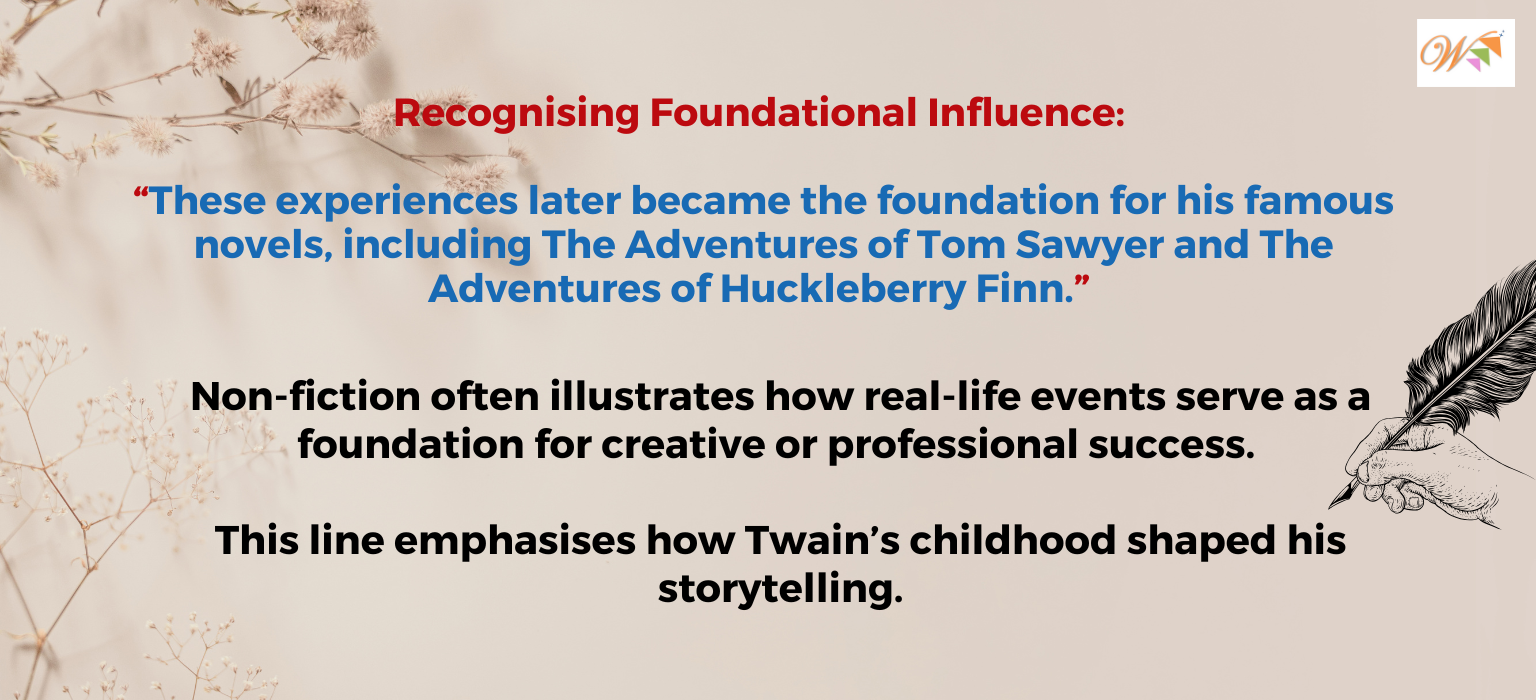 W
Recognising Foundational Influence:
“These experiences later became the foundation for his famous
novels, including The Adventures of Tom Sawyer and The
Adventures of Huckleberry Finn.”
Non-fiction often illustrates how real-life events serve as a
foundation for creative or professional success.
This line emphasises how Twain’s childhood shaped his
storytelling.